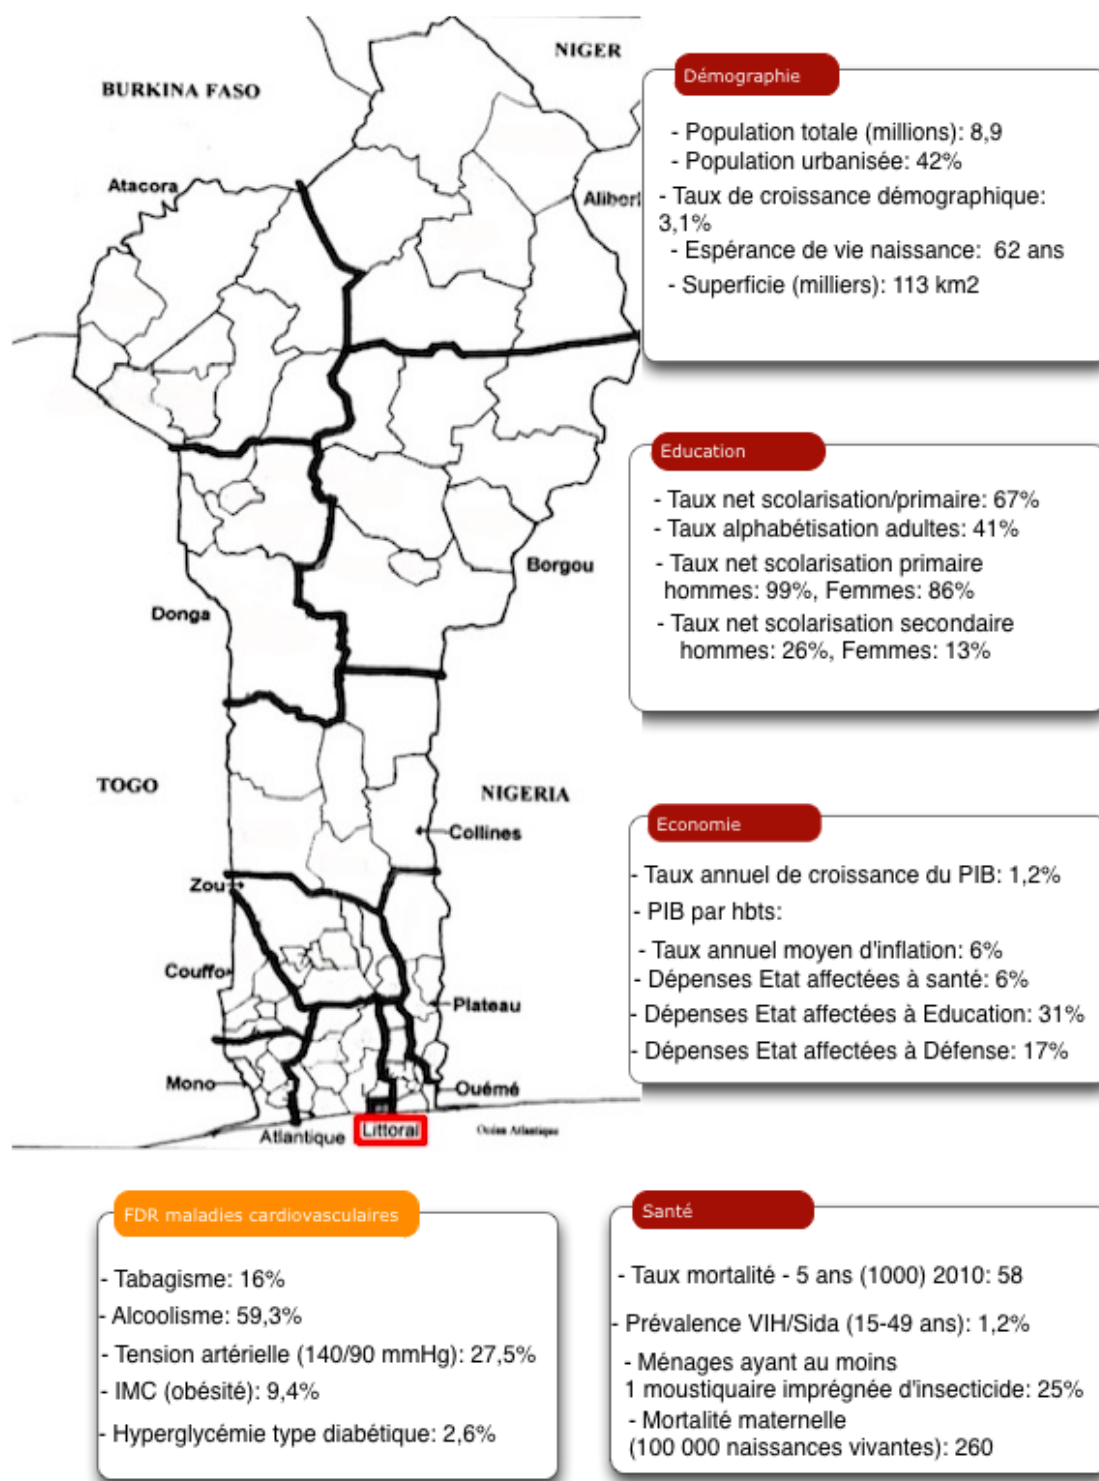 NIGER
BURKINA FASO
Atacora
Aliberi
Borgou
Donga
TOGO
NIGERIA
Collines
Zou
Couffo
Plateau
Mono
Ouémé
Atlantique
Littoral
Océan Atlantique
Démographie
- Population totale (millions): 8,9
- Population urbanisée: 42%
- Taux de croissance démographique:
3,1%
- Espérance de vie naissance: 62 ans
- Superficie (milliers): 113 km2
Education
- Taux net scolarisation/primaire: 67%
- Taux alphabétisation adultes: 41%
- Taux net scolarisation primaire
hommes: 99%, Femmes: 86%
- Taux net scolarisation secondaire
hommes: 26%, Femmes: 13%
Economie
- Taux annuel de croissance du PIB: 1,2%
- PIB par hbts:
- Taux annuel moyen d'inflation: 6%
- Dépenses Etat affectées à santé: 6%
- Dépenses Etat affectées à Education: 31%
- Dépenses Etat affectées à Défense: 17%
FDR maladies cardiovasculaires
- Tabagisme: 16%
- Alcoolisme: 59,3%
- Tension artérielle (140/90 mmHg): 27,5%
- IMC (obésité): 9,4%
- Hyperglycémie type diabétique: 2,6%
Santé
- Taux mortalité - 5 ans (1000) 2010: 58
- Prévalence VIH/Sida (15-49 ans): 1,2%
- Ménages ayant au moins
1 moustiquaire imprégnée d'insecticide: 25%
- Mortalité maternelle
(100 000 naissances vivantes): 260